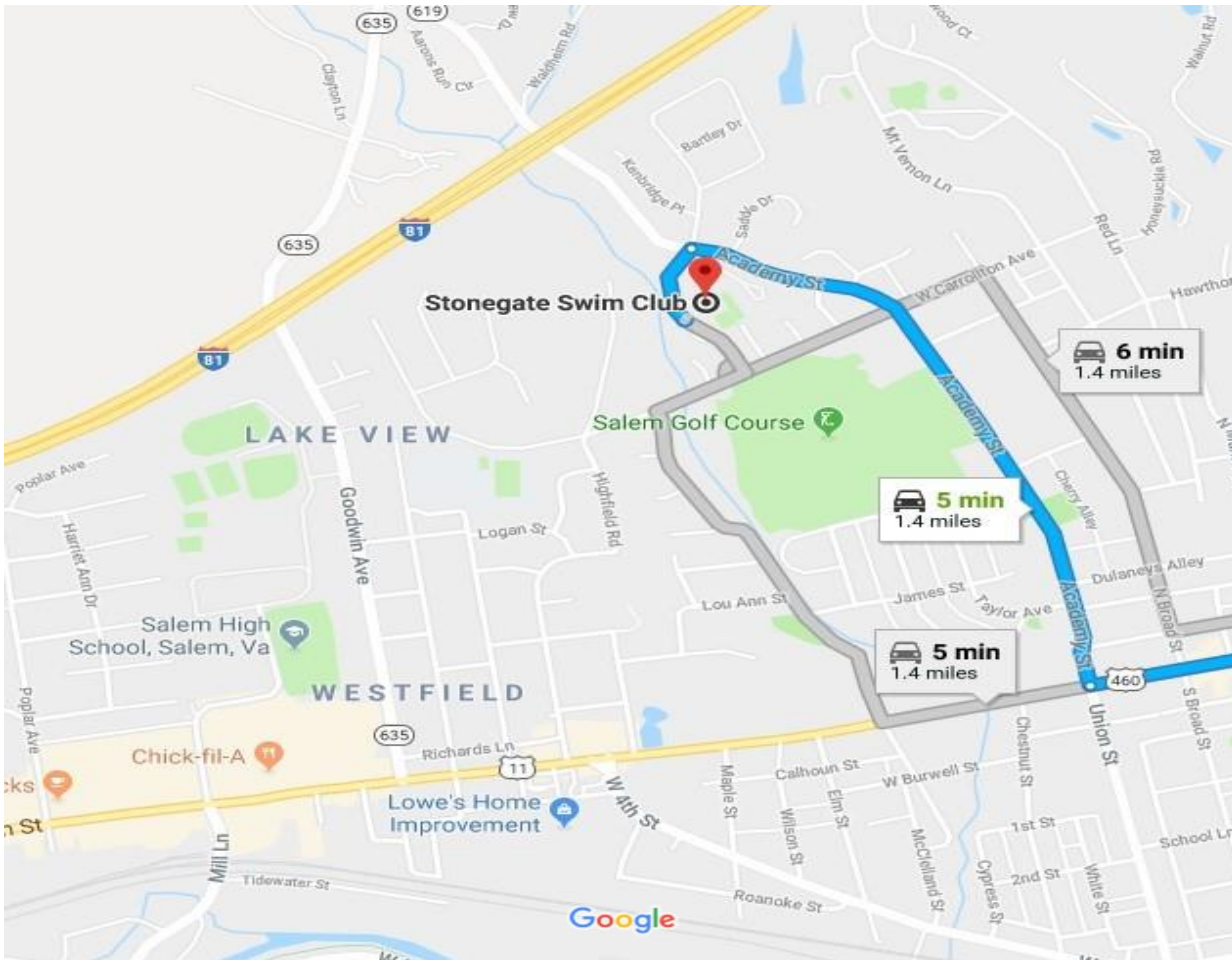 635
619
Aarons Run Cir
Waldheim Rd
Walnut Rd
Clayton Ln
Bartley Dr
Mt Vernon Ln
Honeysuckle Rd
Kenbridge Pl
Saddle Dr
Red Ln
81
635
Academy St
W Carrollton Ave
Hawthor
Stonegate Swim Club
81
6 min
1.4 miles
Salem Golf Course
LAKE VIEW
Academy St
Poplar Ave
Highfield Rd
Cherry Alley
5 min
1.4 miles
Goodwin Ave
Logan St
Harriet Ann Dr
Dulaneys Alley
James St
Lou Ann St
Taylor Ave
Academy St
N Broad St
Salem High
School, Salem, Va
5 min
1.4 miles
460
WESTFIELD
Poplar Ave
Union St
S Broad St
635
Richards Ln
Chestnut St
Chick-fil-A
11
Calhoun St
W Burwell St
cks
Maple St
Wilson St
Elm St
Lowe's Home
Improvement
W 4th St
n St
1st St
School Ln
Mill Ln
McClelland St
2nd St
Cypress St
White St
Tidewater St
Roanoke St
Google